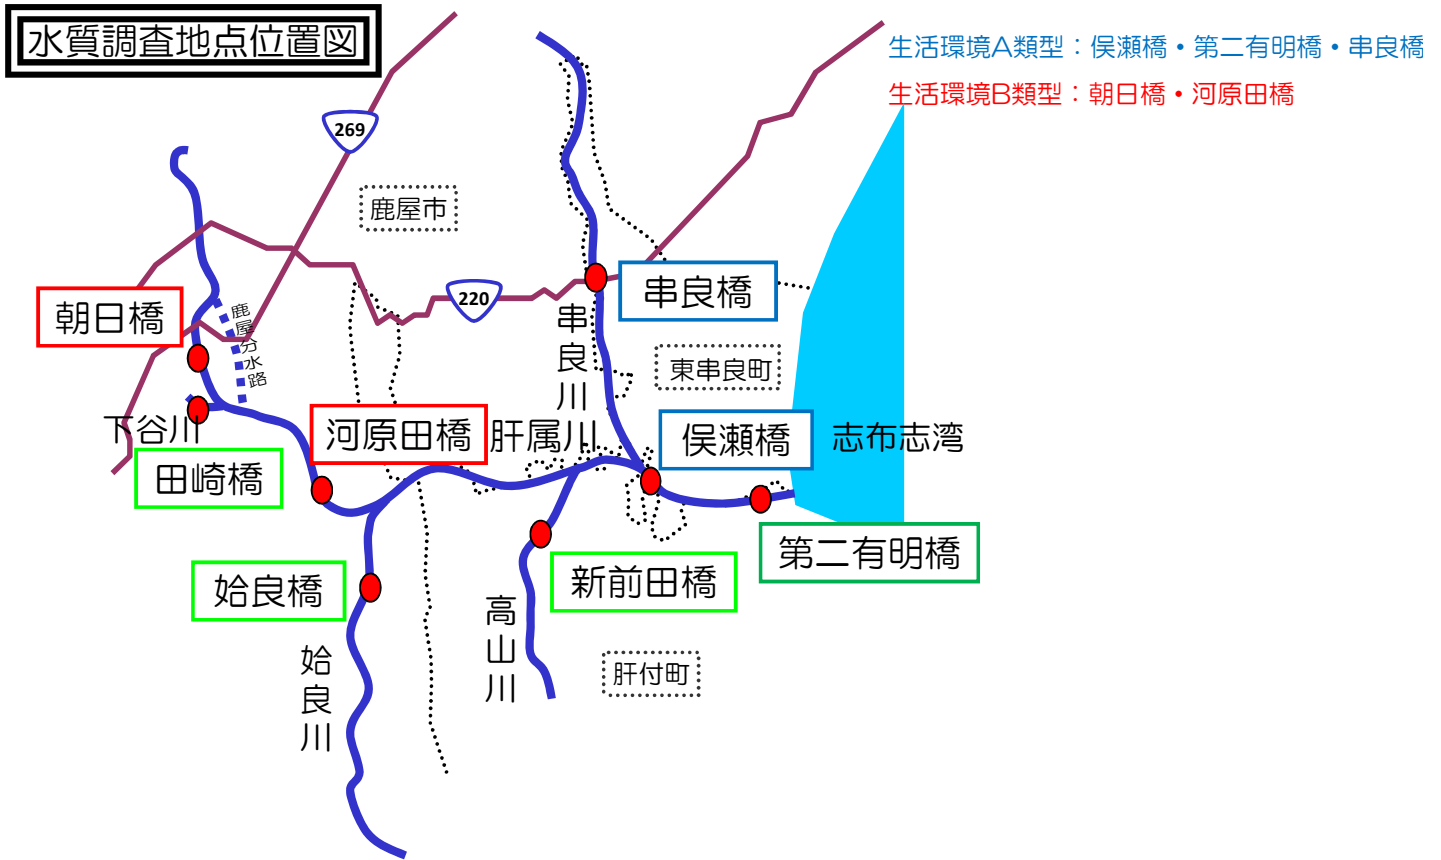 水質調査地点位置図
生活環境A類型：俣瀬橋・第二有明橋・串良橋
生活環境B類型：朝日橋・河原田橋
269
鹿屋市
220
串良橋
朝日橋
鹿屋分水路
串良川
東串良町
下谷川
河原田橋
肝属川
俣瀬橋
志布志湾
田崎橋
第二有明橋
姶良橋
新前田橋
高山川
姶良川
肝付町